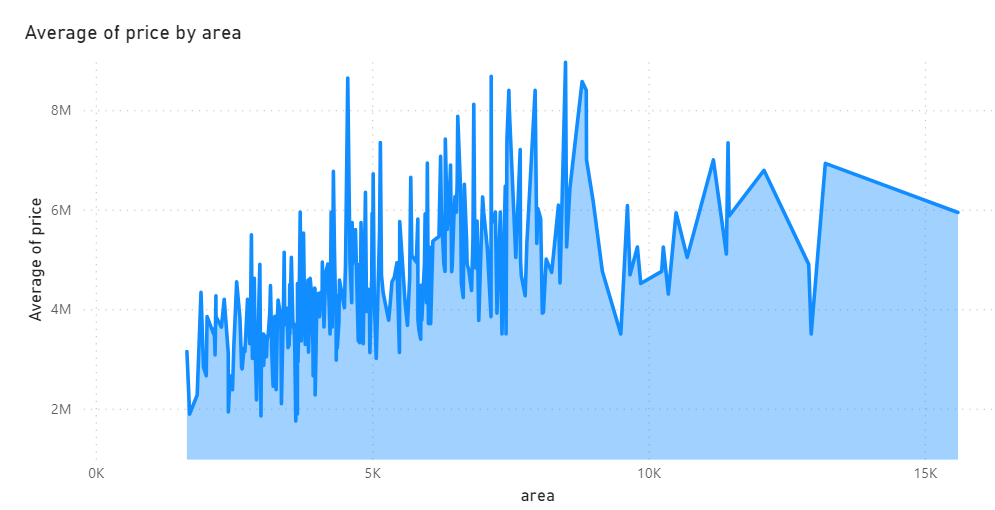 Average of price by area
Average of price
8M
6M
4M
2M
0K
5K
10K
15K
area